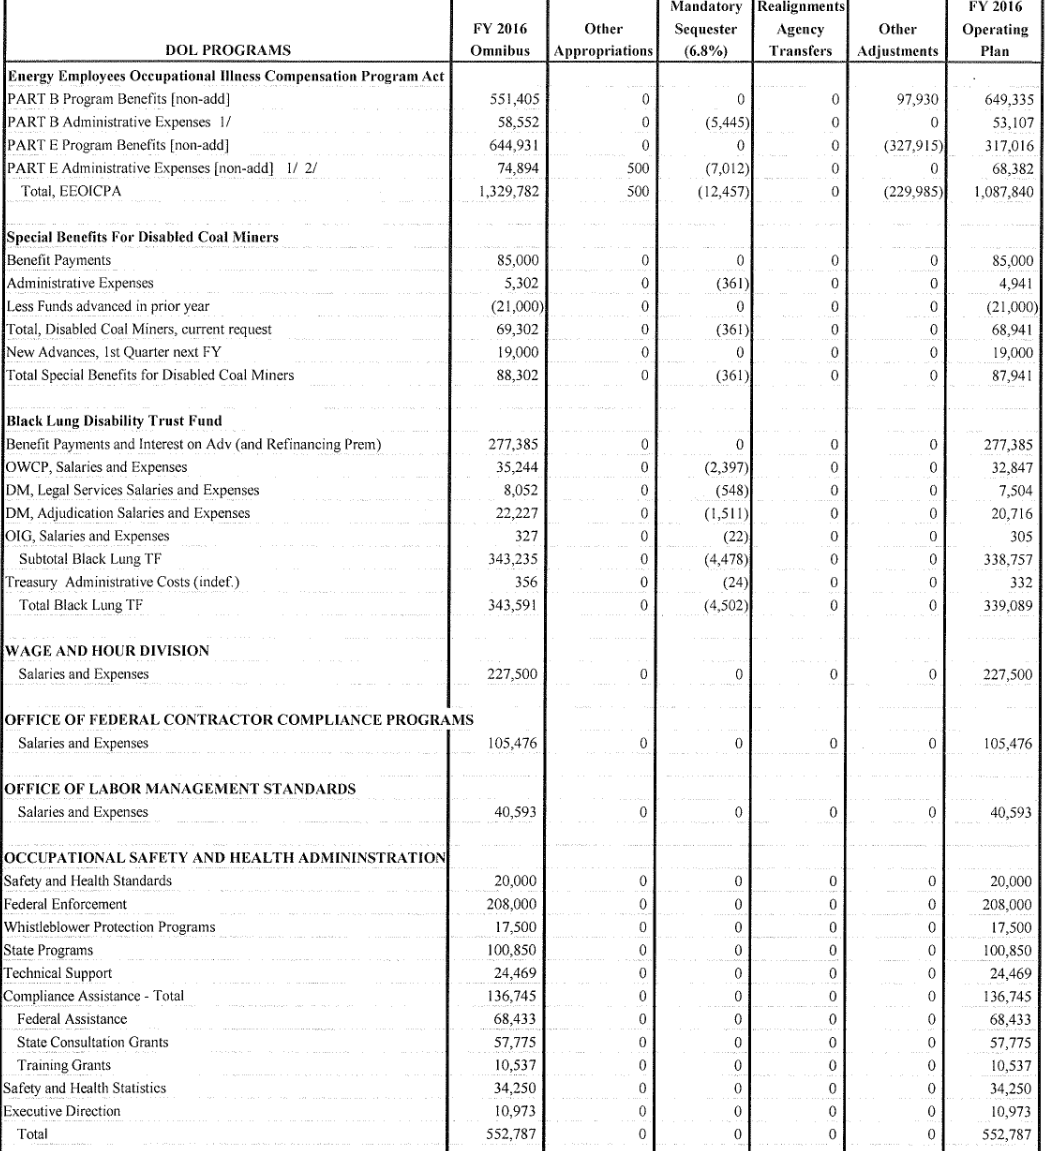 Mandatory Realignments FY 2016
FY 2016 Other Sequester Agency Other Operating
DOL PROGRAMS Omnibus Appropriations (6.8%) Transfers Adjustments Plan
Energy Employees Occupational Illness Compensation Program Act
PART B Program Benefits [non-add] 551,405 0 0 0 97,930 649,335
PART B Administrative Expenses 1/ 58,552 0 (5,445) 0 0 53,107
PART E Program Benefits [non-add] 644,931 0 0 0 (327,915) 317,016
PART E Administrative Expenses [non-add] 1/ 2/ 74,894 500 (7,012) 0 0 68,382
Total, EEOICPA 1,329,782 500 (12,457) 0 (229,985) 1,087,840
Special Benefits For Disabled Coal Miners
Benefit Payments 85,000 0 0 0 0 85,000
Administrative Expenses 5,302 0 (361) 0 0 4,941
Less Funds advanced in prior year (21,000) 0 0 0 0 (21,000)
Total, Disabled Coal Miners, current request 69,302 0 (361) 0 0 68,941
New Advances, 1st Quarter next FY 19,000 0 0 0 0 19,000
Total Special Benefits for Disabled Coal Miners 88,302 0 (361) 0 0 87,941
Black Lung Disability Trust Fund
Benefit Payments and Interest on Adv (and Refinancing Prem) 277,385 0 0 0 0 277,385
OWCP, Salaries and Expenses 35,244 0 (2,397) 0 0 32,847
DM, Legal Services Salaries and Expenses 8,052 0 (548) 0 0 7,504
DM, Adjudication Salaries and Expenses 22,227 0 (1,511) 0 0 20,716
OIG, Salaries and Expenses 327 0 (22) 0 0 305
Subtotal Black Lung TF 343,235 0 (4,478) 0 0 338,757
Treasury Administrative Costs (indef.) 356 0 (24) 0 0 332
Total Black Lung TF 343,591 0 (4,502) 0 0 339,089
WAGE AND HOUR DIVISION
Salaries and Expenses 227,500 0 0 0 0 227,500
OFFICE OF FEDERAL CONTRACTOR COMPLIANCE PROGRAMS
Salaries and Expenses 105,476 0 0 0 0 105,476
OFFICE OF LABOR MANAGEMENT STANDARDS
Salaries and Expenses 40,593 0 0 0 0 40,593
OCCUPATIONAL SAFETY AND HEALTH ADMININSTRATION
Safety and Health Standards 20,000 0 0 0 0 20,000
Federal Enforcement 208,000 0 0 0 0 208,000
Whistleblower Protection Programs 17,500 0 0 0 0 17,500
State Programs 100,850 0 0 0 0 100,850
Technical Support 24,469 0 0 0 0 24,469
Compliance Assistance - Total 136,745 0 0 0 0 136,745
Federal Assistance 68,433 0 0 0 0 68,433
State Consultation Grants 57,775 0 0 0 0 57,775
Training Grants 10,537 0 0 0 0 10,537
Safety and Health Statistics 34,250 0 0 0 0 34,250
Executive Direction 10,973 0 0 0 0 10,973
Total 552,787 0 0 0 0 552,787